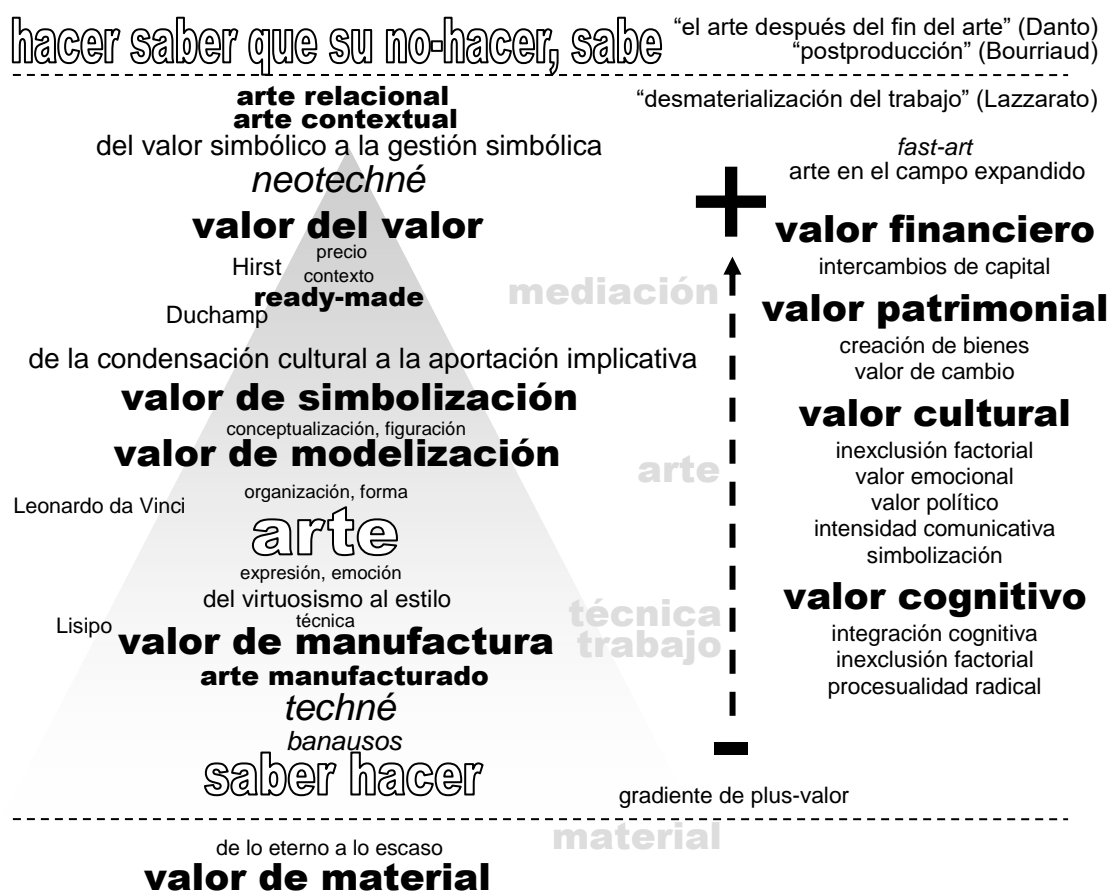 hacer saber que su no-hacer, sabe
“el arte después del fin del arte” (Danto)
“postproducción” (Bourriaud)
arte relacional
arte contextual
“desmaterialización del trabajo” (Lazzarato)
del valor simbólico a la gestión simbólica
neotechné
fast-art
arte en el campo expandido
valor del valor
precio
Hirst
contexto
ready-made
Duchamp
mediación
valor financiero
intercambios de capital
valor patrimonial
creación de bienes
valor de cambio
de la condensación cultural a la aportación implicativa
valor de simbolización
conceptualización, figuración
valor de modelización
organización, forma
Leonardo da Vinci
arte
expresión, emoción
del virtuosismo al estilo
técnica
Lisipo
valor de manufactura
arte manufacturado
techné
banausos
saber hacer
arte
técnica
trabajo
valor cultural
inexclusión factorial
valor emocional
valor político
intensidad comunicativa
simbolización
valor cognitivo
integración cognitiva
inexclusión factorial
procesualidad radical
gradiente de plus-valor
material
de lo eterno a lo escaso
valor de material